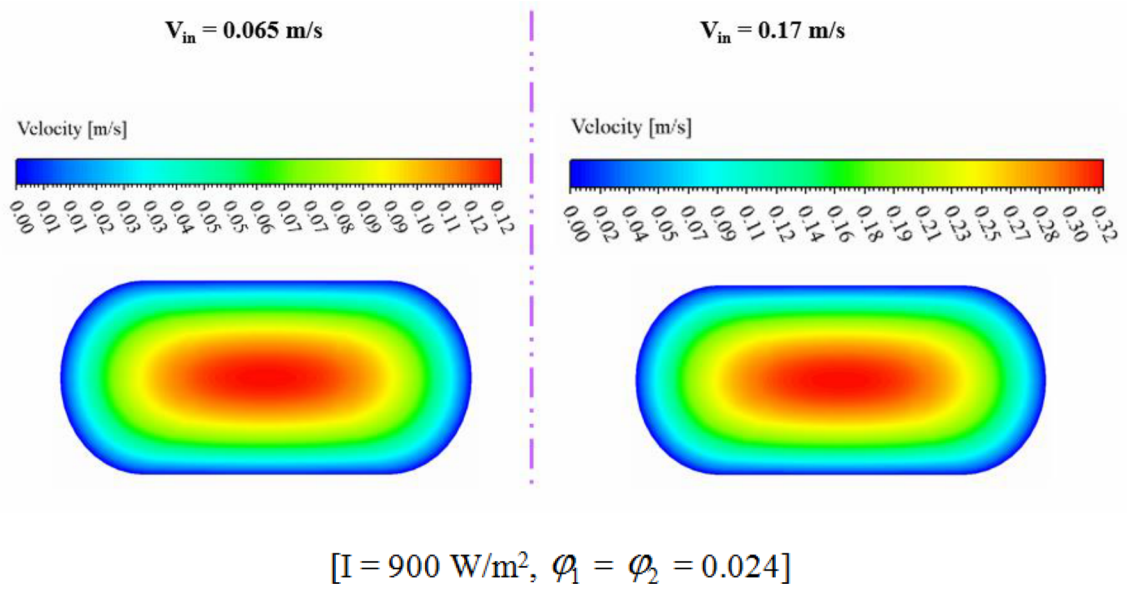 V_in = 0.065 m/s
V_in = 0.17 m/s
Velocity [m/s]
Velocity [m/s]
0.00 0.01 0.01 0.02 0.03 0.03 0.04 0.05 0.05 0.06 0.07 0.07 0.08 0.09 0.09 0.10 0.11 0.12 0.12
0.00 0.02 0.04 0.05 0.07 0.09 0.11 0.12 0.14 0.16 0.18 0.19 0.21 0.23 0.25 0.27 0.28 0.30 0.32
[I = 900 W/m², φ₁ = φ₂ = 0.024]